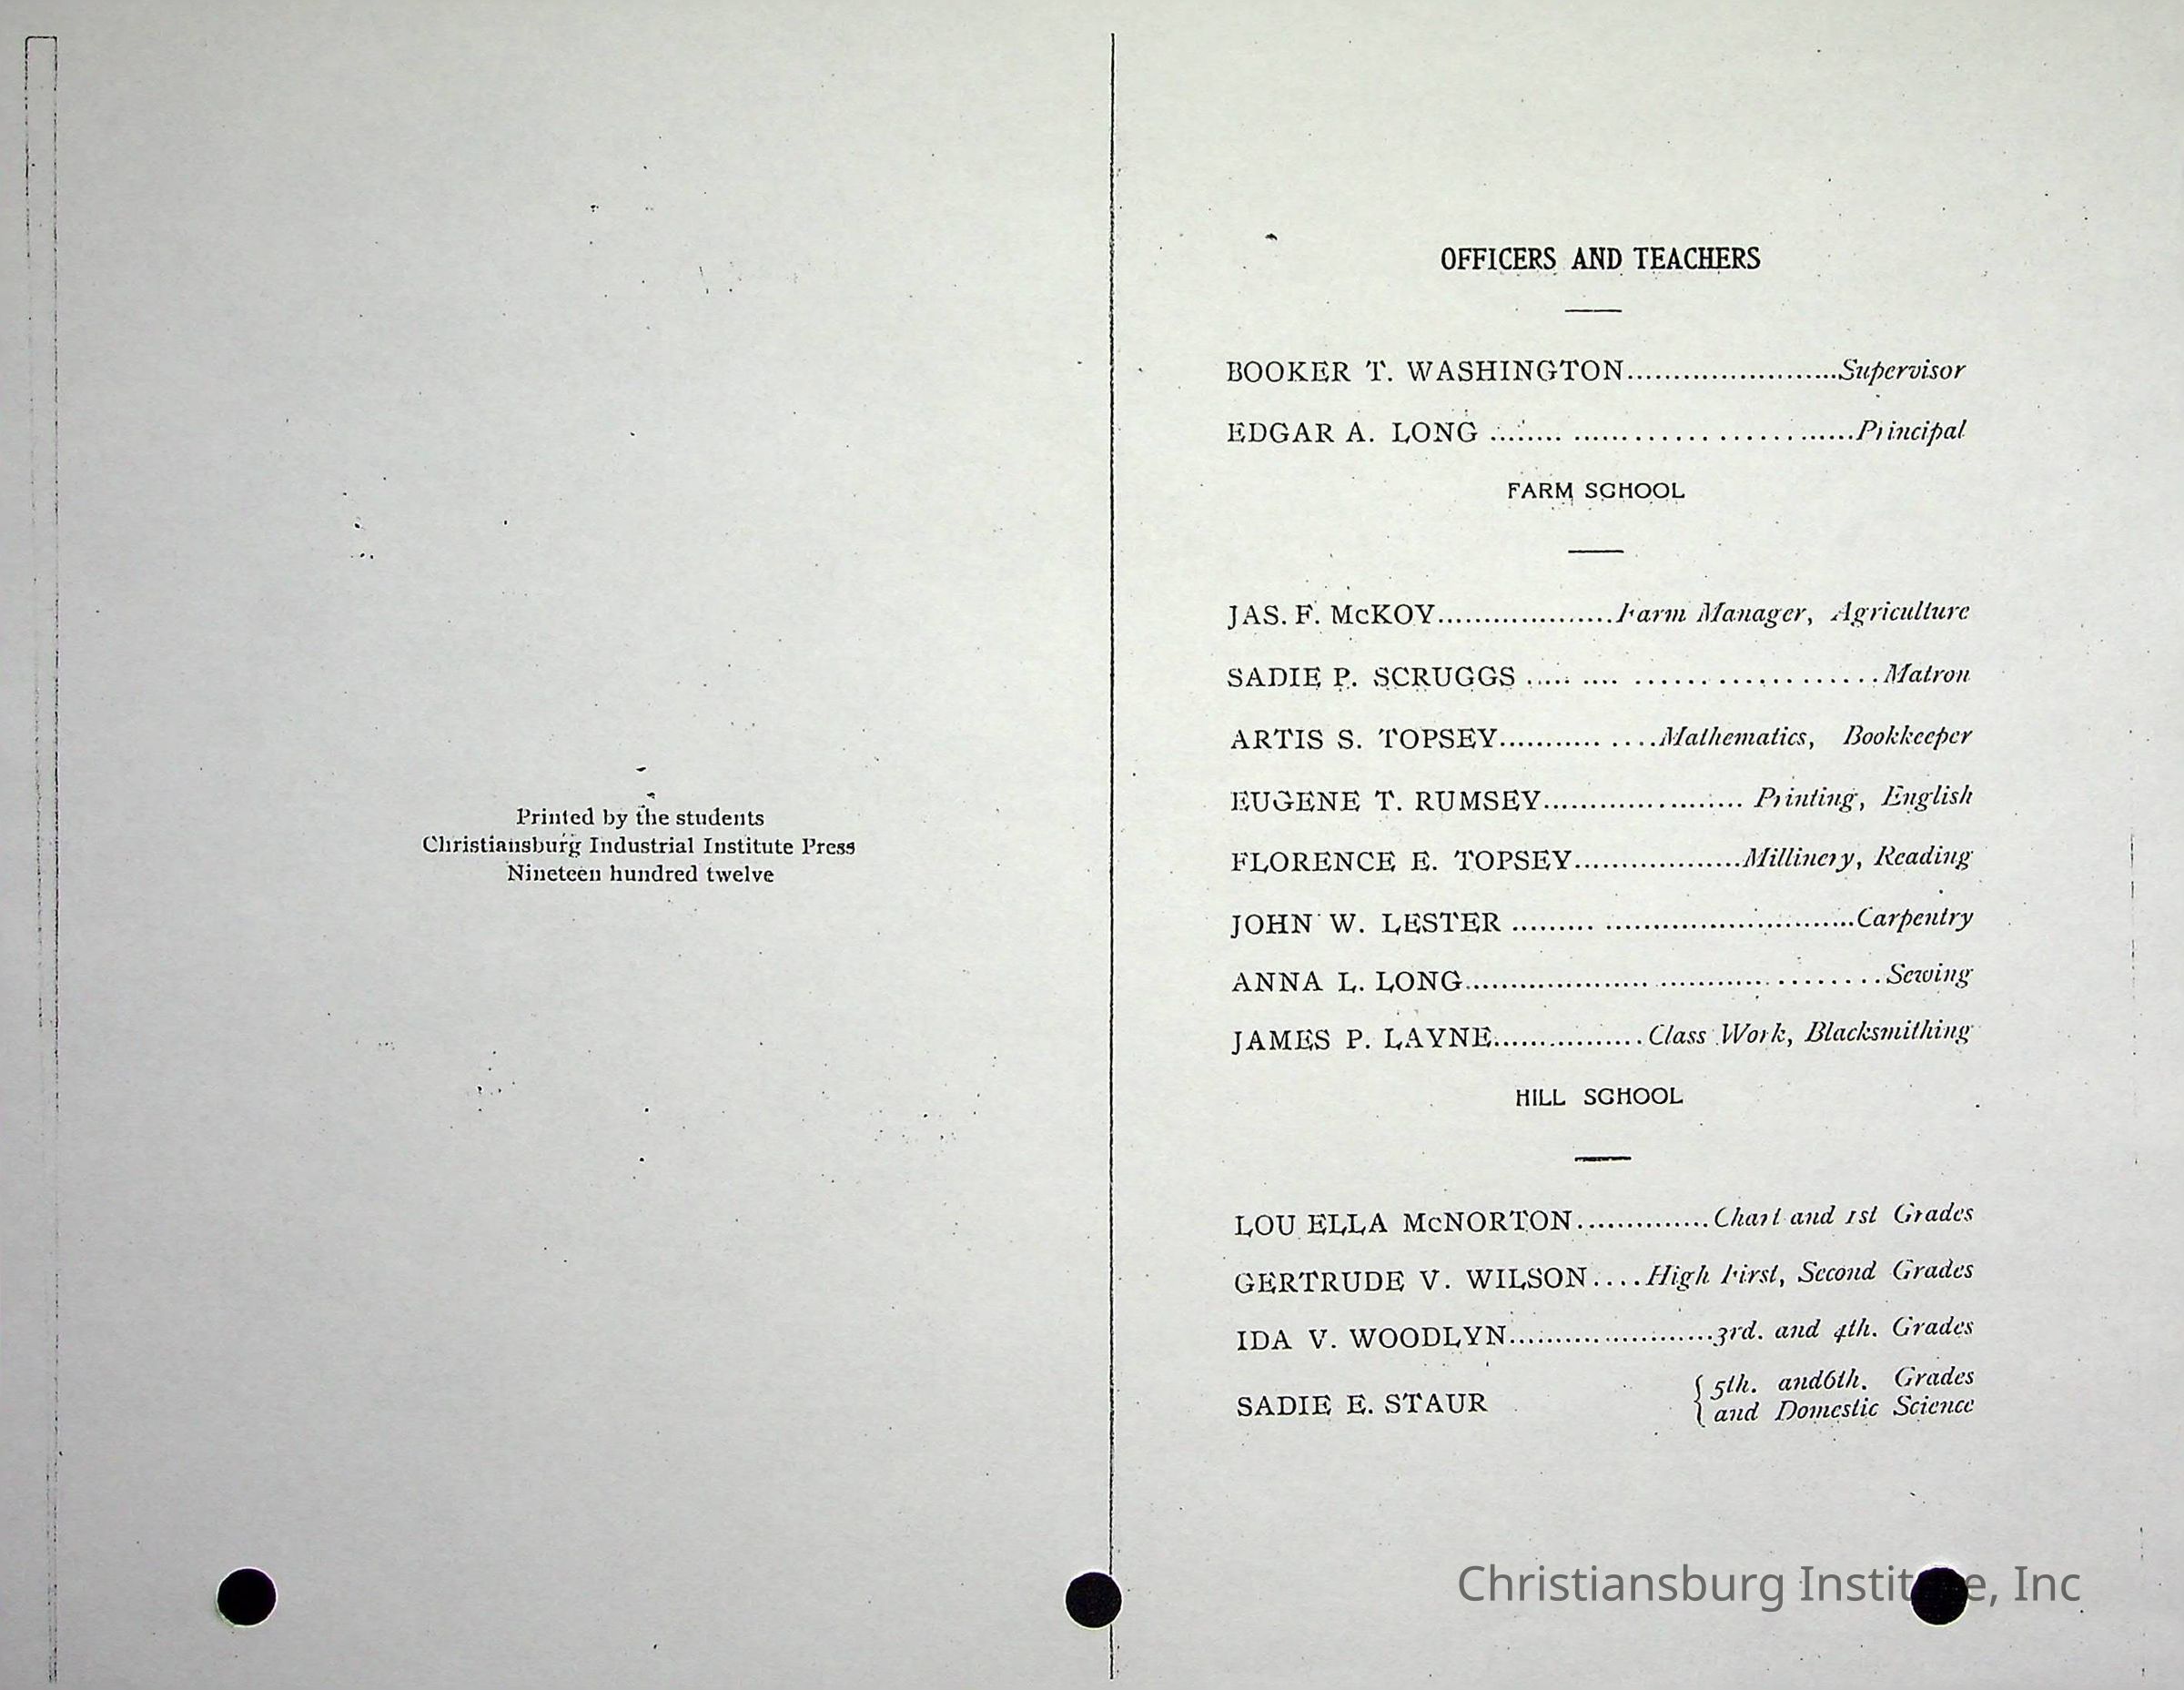 Printed by the students
Christiansburg Industrial Institute Press
Nineteen hundred twelve
OFFICERS AND TEACHERS
BOOKER T. WASHINGTON.......................Supervisor
EDGAR A. LONG ........ ...... ...... ...... ......Principal
FARM SCHOOL
JAS. F. McKOY...................Farm Manager, Agriculture
SADIE P. SCRUGGS ..... .... ...... ..............Matron
ARTIS S. TOPSEY........... ....Mathematics, Bookkeeper
EUGENE T. RUMSEY...................... Printing, English
FLORENCE E. TOPSEY..................Millinery, Reading
JOHN W. LESTER ......... ...........................Carpentry
ANNA L. LONG.................... ........... ........Sewing
JAMES P. LAYNE................Class Work, Blacksmithing
HILL SCHOOL
LOU ELLA McNORTON..............Chart and 1st Grades
GERTRUDE V. WILSON....High First, Second Grades
IDA V. WOODLYN......................3rd. and 4th. Grades
SADIE E. STAUR { 5th. and6th. Grades
and Domestic Science
Christiansburg Institute, Inc